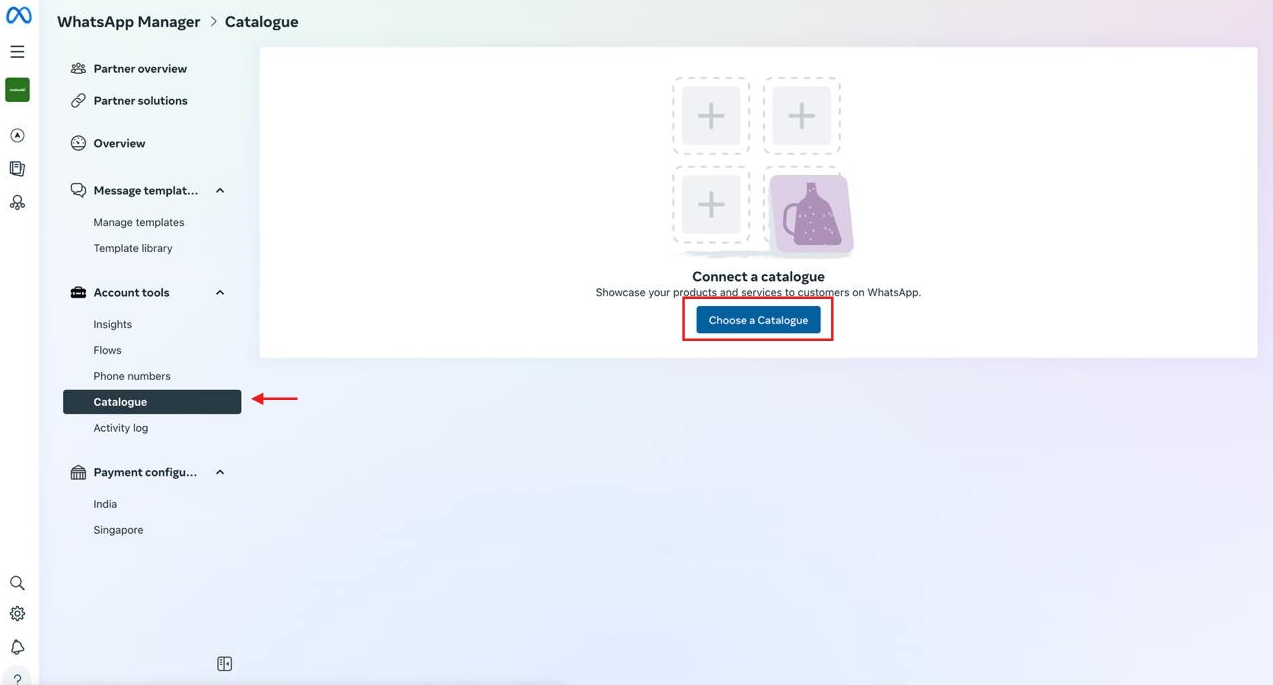 WhatsApp Manager > Catalogue
Partner overview
Partner solutions
Overview
Message templat...
Manage templates
Template library
Account tools
Insights
Flows
Phone numbers
Catalogue
Activity log
Payment configu...
India
Singapore
Connect a catalogue
Showcase your products and services to customers on WhatsApp.
Choose a Catalogue